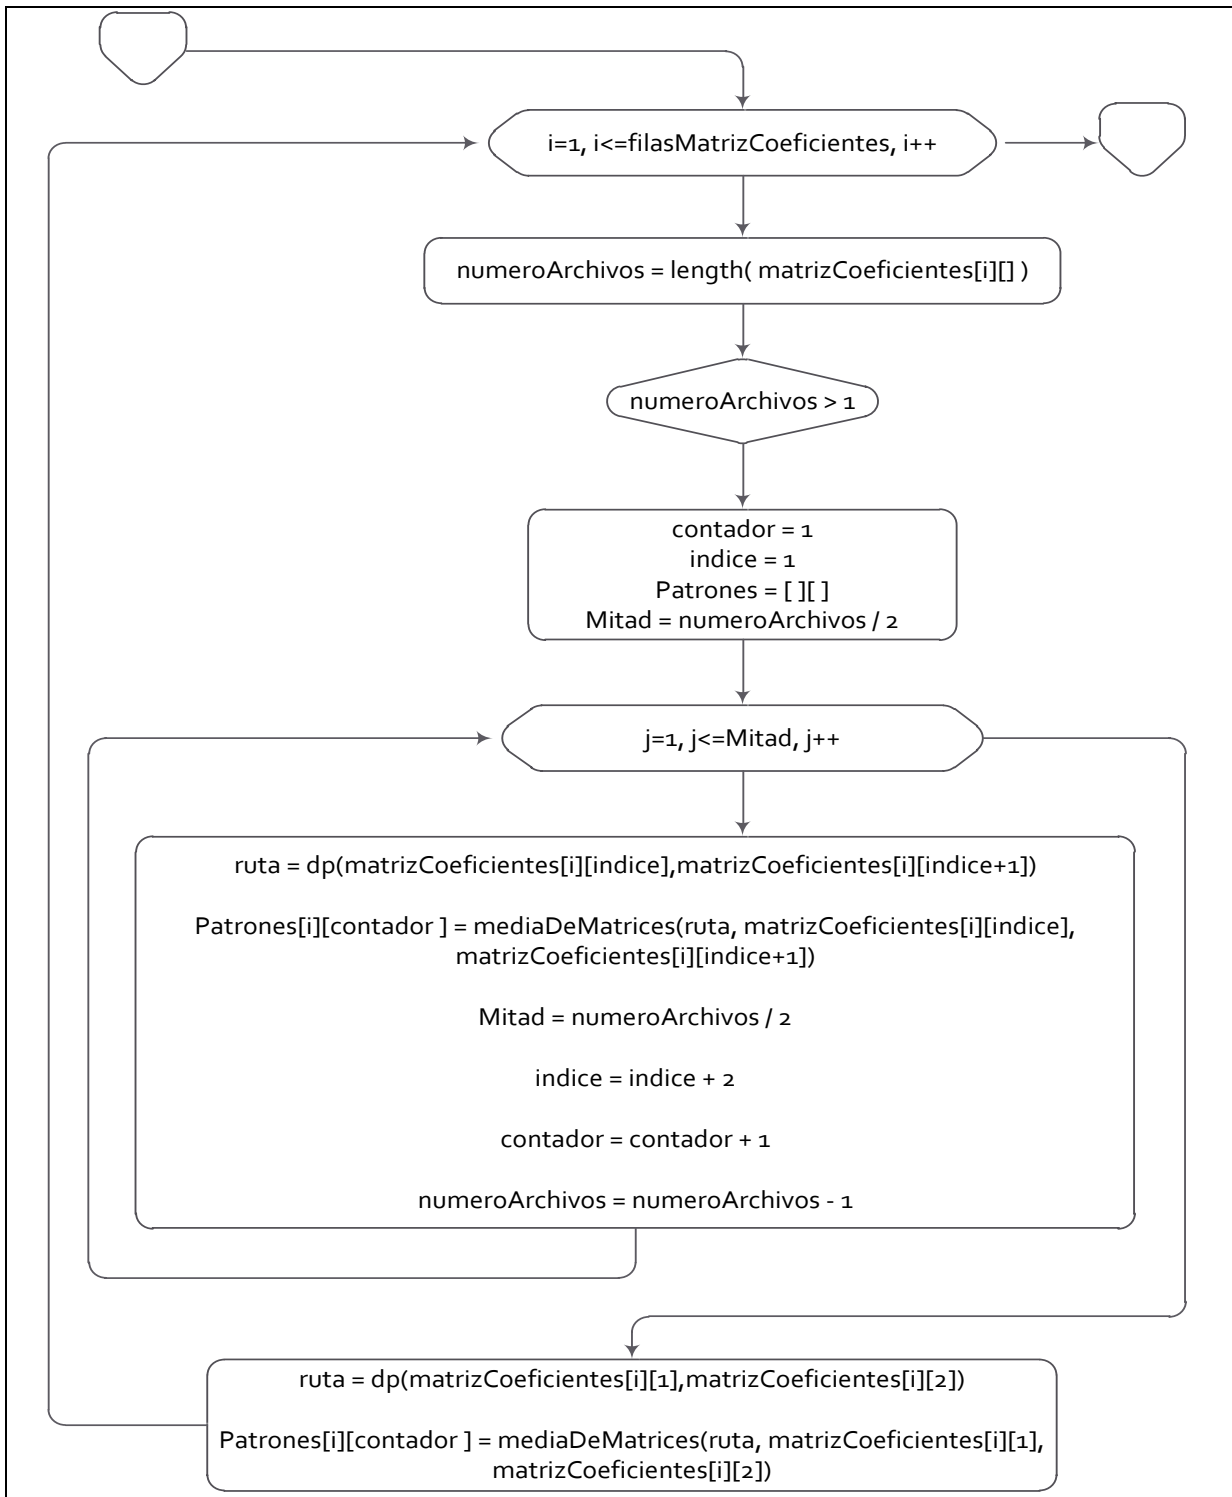 i=1, i<=filasMatrizCoeficientes, i++
numeroArchivos = length( matrizCoeficientes[i][] )
numeroArchivos > 1
contador = 1
indice = 1
Patrones = [ ][ ]
Mitad = numeroArchivos / 2
j=1, j<=Mitad, j++
ruta = dp(matrizCoeficientes[i][indice],matrizCoeficientes[i][indice+1])
Patrones[i][contador ] = mediaDeMatrices(ruta, matrizCoeficientes[i][indice],
matrizCoeficientes[i][indice+1])
Mitad = numeroArchivos / 2
indice = indice + 2
contador = contador + 1
numeroArchivos = numeroArchivos - 1
ruta = dp(matrizCoeficientes[i][1],matrizCoeficientes[i][2])
Patrones[i][contador ] = mediaDeMatrices(ruta, matrizCoeficientes[i][1],
matrizCoeficientes[i][2])